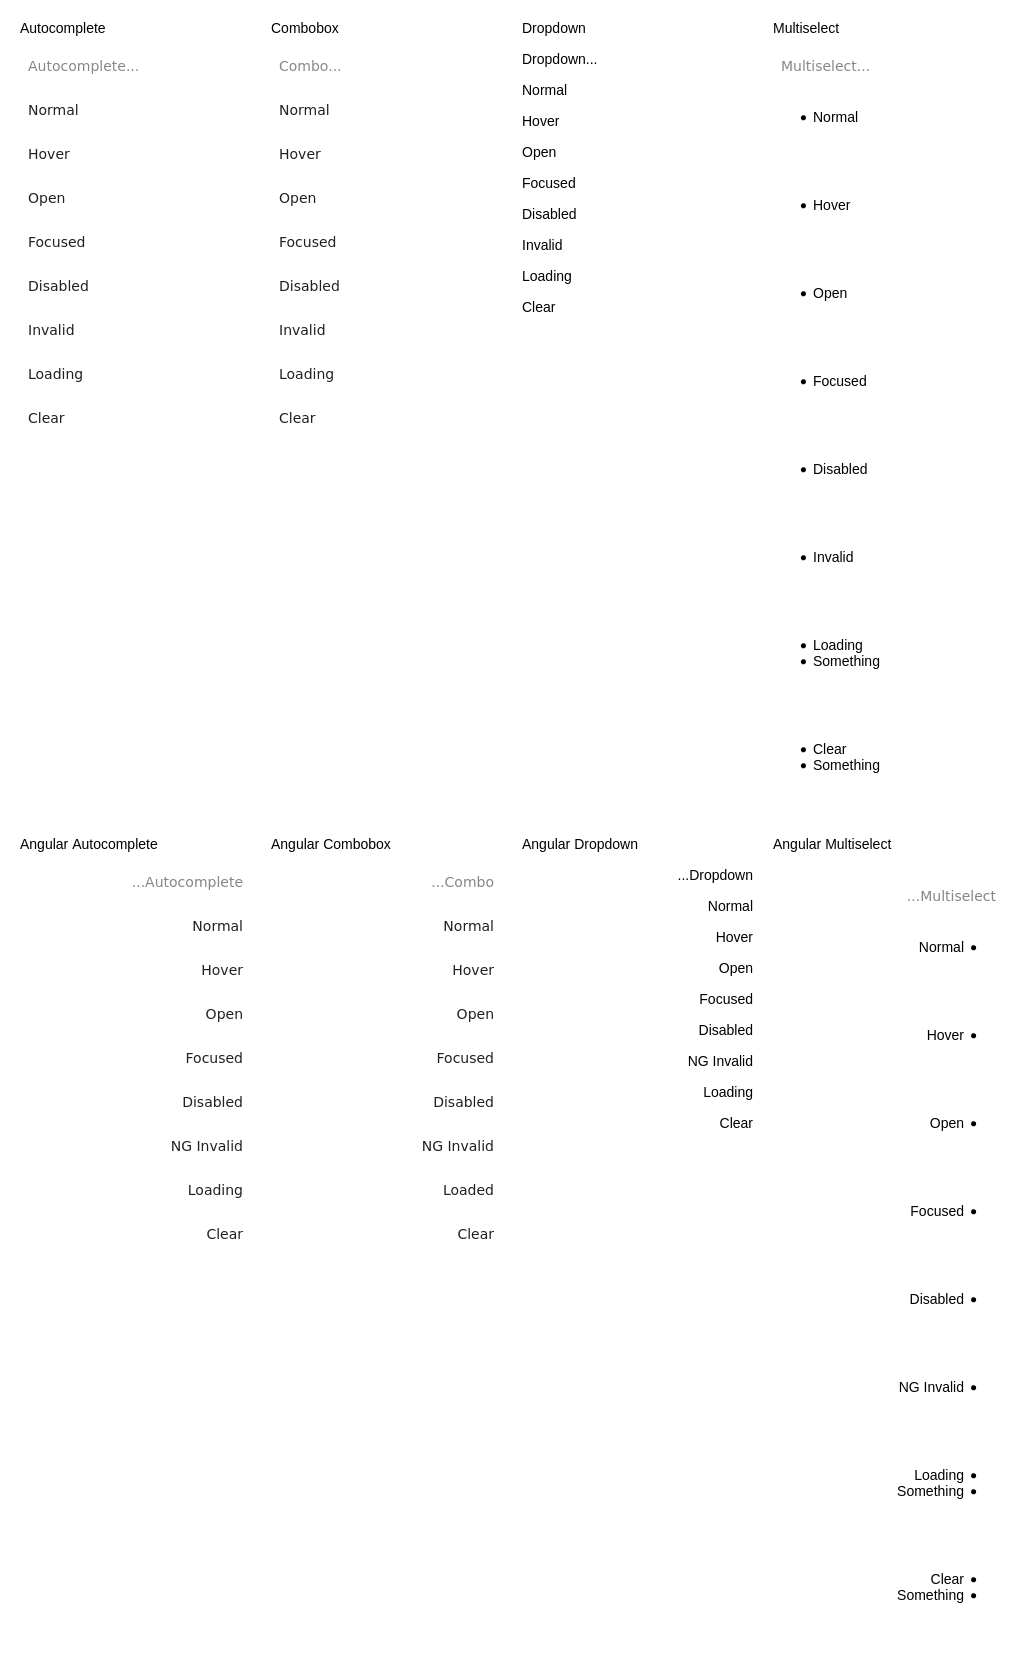 Autocomplete
Autocomplete...
Normal
Hover
Open
Focused
Disabled
Invalid
Loading
Clear
Combobox
Combo...
Normal
Hover
Open
Focused
Disabled
Invalid
Loading
Clear
Dropdown
Dropdown...
Normal
Hover
Open
Focused
Disabled
Invalid
Loading
Clear
Multiselect
Multiselect...
• Normal
• Hover
• Open
• Focused
• Disabled
• Invalid
• Loading
• Something
• Clear
• Something
Angular Autocomplete
...Autocomplete
Normal
Hover
Open
Focused
Disabled
NG Invalid
Loading
Clear
Angular Combobox
...Combo
Normal
Hover
Open
Focused
Disabled
NG Invalid
Loaded
Clear
Angular Dropdown
...Dropdown
Normal
Hover
Open
Focused
Disabled
NG Invalid
Loading
Clear
Angular Multiselect
...Multiselect
Normal •
Hover •
Open •
Focused •
Disabled •
NG Invalid •
Loading •
Something •
Clear •
Something •